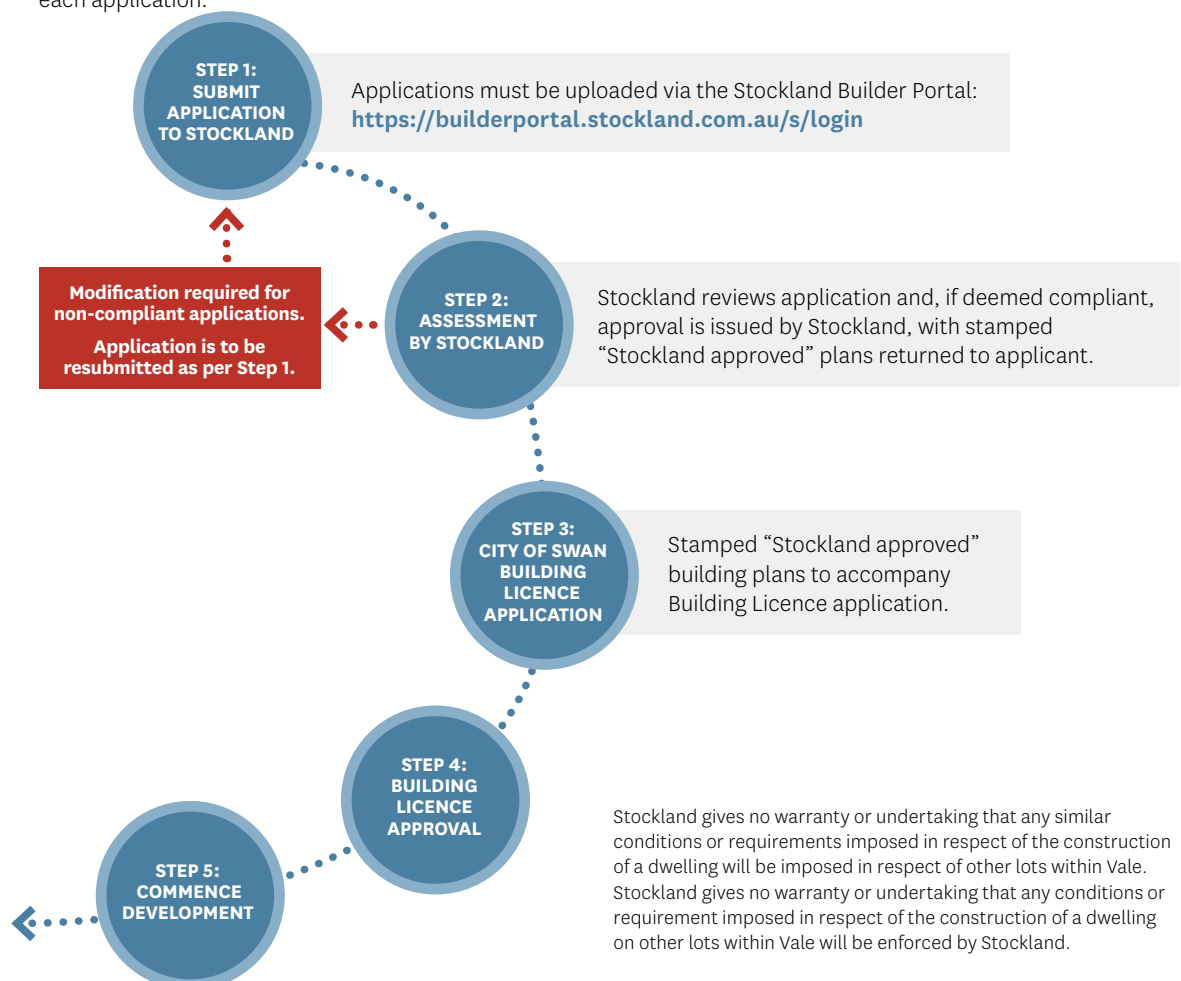 each application.
STEP 1:
SUBMIT
APPLICATION
TO STOCKLAND
Applications must be uploaded via the Stockland Builder Portal:
https://builderportal.stockland.com.au/s/login
Modification required for
non-compliant applications.
Application is to be
resubmitted as per Step 1.
STEP 2:
ASSESSMENT
BY STOCKLAND
Stockland reviews application and, if deemed compliant,
approval is issued by Stockland, with stamped
“Stockland approved” plans returned to applicant.
STEP 3:
CITY OF SWAN
BUILDING
LICENCE
APPLICATION
Stamped “Stockland approved”
building plans to accompany
Building Licence application.
STEP 4:
BUILDING
LICENCE
APPROVAL
STEP 5:
COMMENCE
DEVELOPMENT
Stockland gives no warranty or undertaking that any similar
conditions or requirements imposed in respect of the construction
of a dwelling will be imposed in respect of other lots within Vale.
Stockland gives no warranty or undertaking that any conditions or
requirement imposed in respect of the construction of a dwelling
on other lots within Vale will be enforced by Stockland.